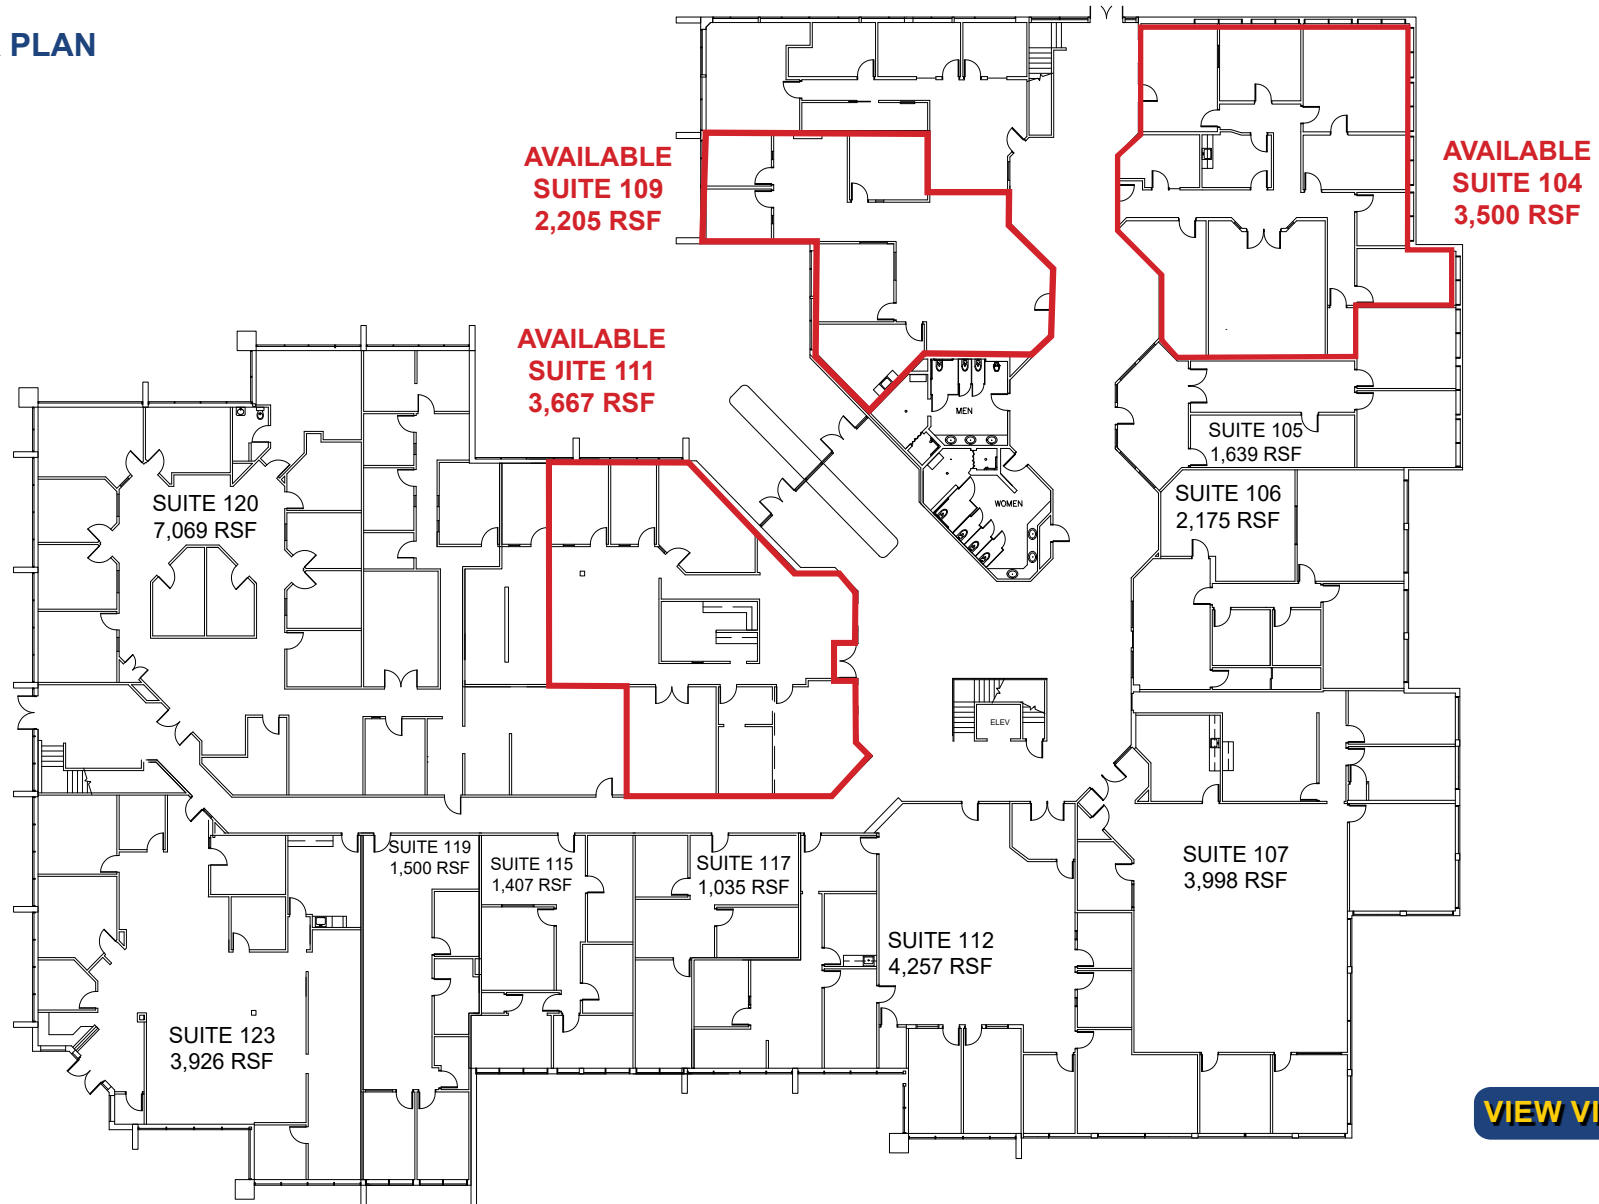 PLAN
AVAILABLE
SUITE 109
2,205 RSF
AVAILABLE
SUITE 104
3,500 RSF
AVAILABLE
SUITE 111
3,667 RSF
MEN
SUITE 105
1,639 RSF
SUITE 120
7,069 RSF
SUITE 106
2,175 RSF
WOMEN
ELEV
SUITE 119
1,500 RSF
SUITE 115
1,407 RSF
SUITE 117
1,035 RSF
SUITE 107
3,998 RSF
SUITE 112
4,257 RSF
SUITE 123
3,926 RSF
VIEW VI